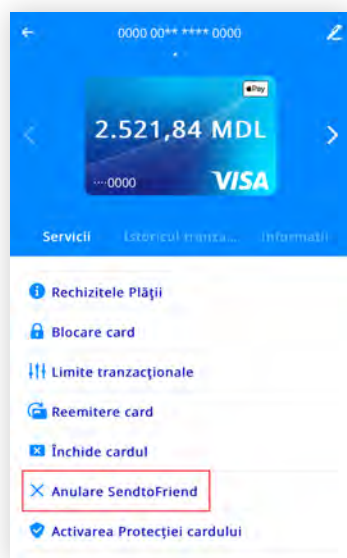 0000 00** **** 0000
Pay
2.521,84 MDL
····0000
VISA
Servicii Istoricul tranza... Informații
Rechizitele Plății
Blocare card
Limite tranzacționale
Reemitere card
Închide cardul
Anulare SendtoFriend
Activarea Protecției cardului